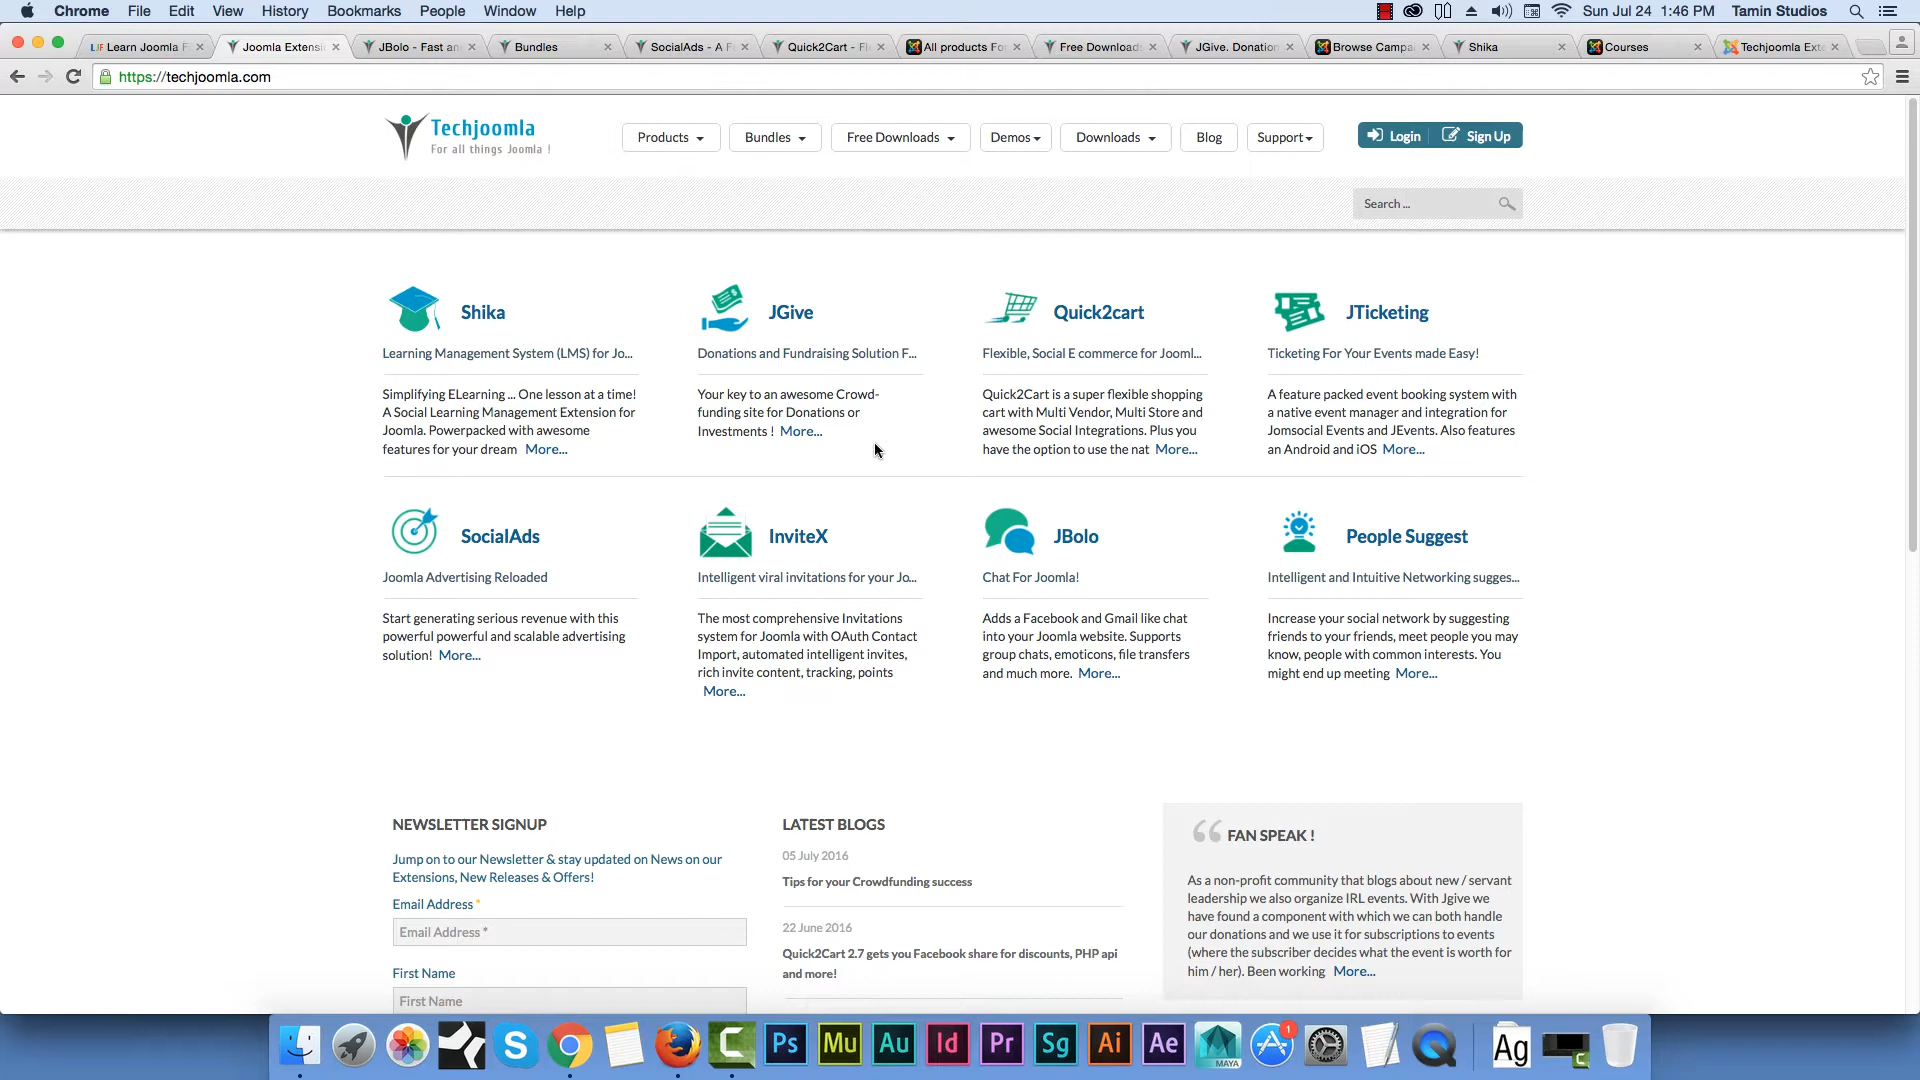 Chrome File Edit View History Bookmarks People Window Help Sun Jul 24 1:46 PM Tamin Studios
LJF Learn Joomla F Joomla Extensi JBolo - Fast an Bundles SocialAds - A F Quick2Cart - Fl All products Fo Free Download JGive. Donation Browse Campa Shika Courses Techjoomla Ext
https://techjoomla.com
Techjoomla
For all things Joomla !
Products Bundles Free Downloads Demos Downloads Blog Support Login Sign Up
Search ...
Shika JGive Quick2cart JTicketing
Learning Management System (LMS) for Jo... Donations and Fundraising Solution F... Flexible, Social E commerce for Jooml... Ticketing For Your Events made Easy!
Simplifying ELearning ... One lesson at a time!
A Social Learning Management Extension for
Joomla. Powerpacked with awesome
features for your dream More...
Your key to an awesome Crowd-
funding site for Donations or
Investments ! More...
Quick2Cart is a super flexible shopping
cart with Multi Vendor, Multi Store and
awesome Social Integrations. Plus you
have the option to use the nat More...
A feature packed event booking system with
a native event manager and integration for
Jomsocial Events and JEvents. Also features
an Android and iOS More...
SocialAds InviteX JBolo People Suggest
Joomla Advertising Reloaded Intelligent viral invitations for your Jo... Chat For Joomla! Intelligent and Intuitive Networking sugges...
Start generating serious revenue with this
powerful powerful and scalable advertising
solution! More...
The most comprehensive Invitations
system for Joomla with OAuth Contact
Import, automated intelligent invites,
rich invite content, tracking, points
More...
Adds a Facebook and Gmail like chat
into your Joomla website. Supports
group chats, emoticons, file transfers
and much more. More...
Increase your social network by suggesting
friends to your friends, meet people you may
know, people with common interests. You
might end up meeting More...
NEWSLETTER SIGNUP
Jump on to our Newsletter & stay updated on News on our
Extensions, New Releases & Offers!
Email Address *
Email Address *
First Name
First Name
LATEST BLOGS
05 July 2016
Tips for your Crowdfunding success
22 June 2016
Quick2Cart 2.7 gets you Facebook share for discounts, PHP api
and more!
FAN SPEAK !
As a non-profit community that blogs about new / servant
leadership we also organize IRL events. With Jgive we
have found a component with which we can both handle
our donations and we use it for subscriptions to events
(where the subscriber decides what the event is worth for
him / her). Been working More...
S C Ps Mu Au Id Pr Sg Ai Ae MAYA 1 Ag C